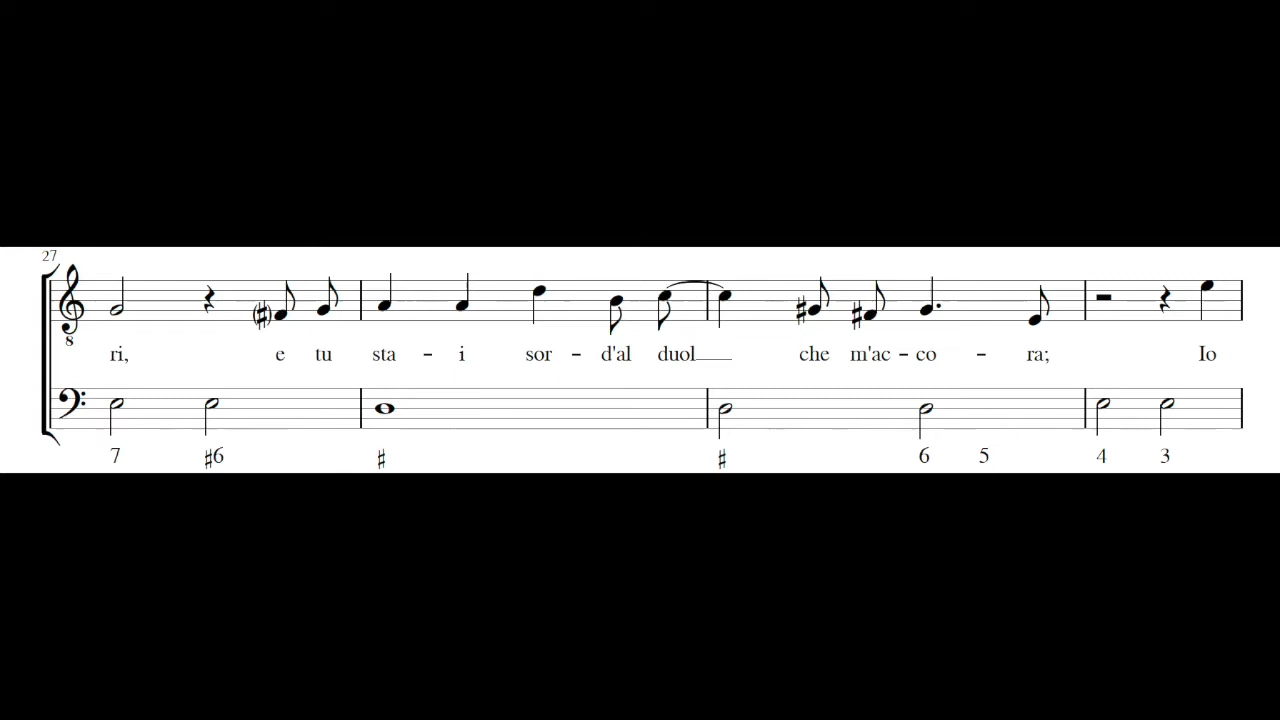 27
8
ri, e tu sta - i sor - d'al duol che m'ac - co - ra; Io
7 ♯6 ♯ ♯ 6 5 4 3